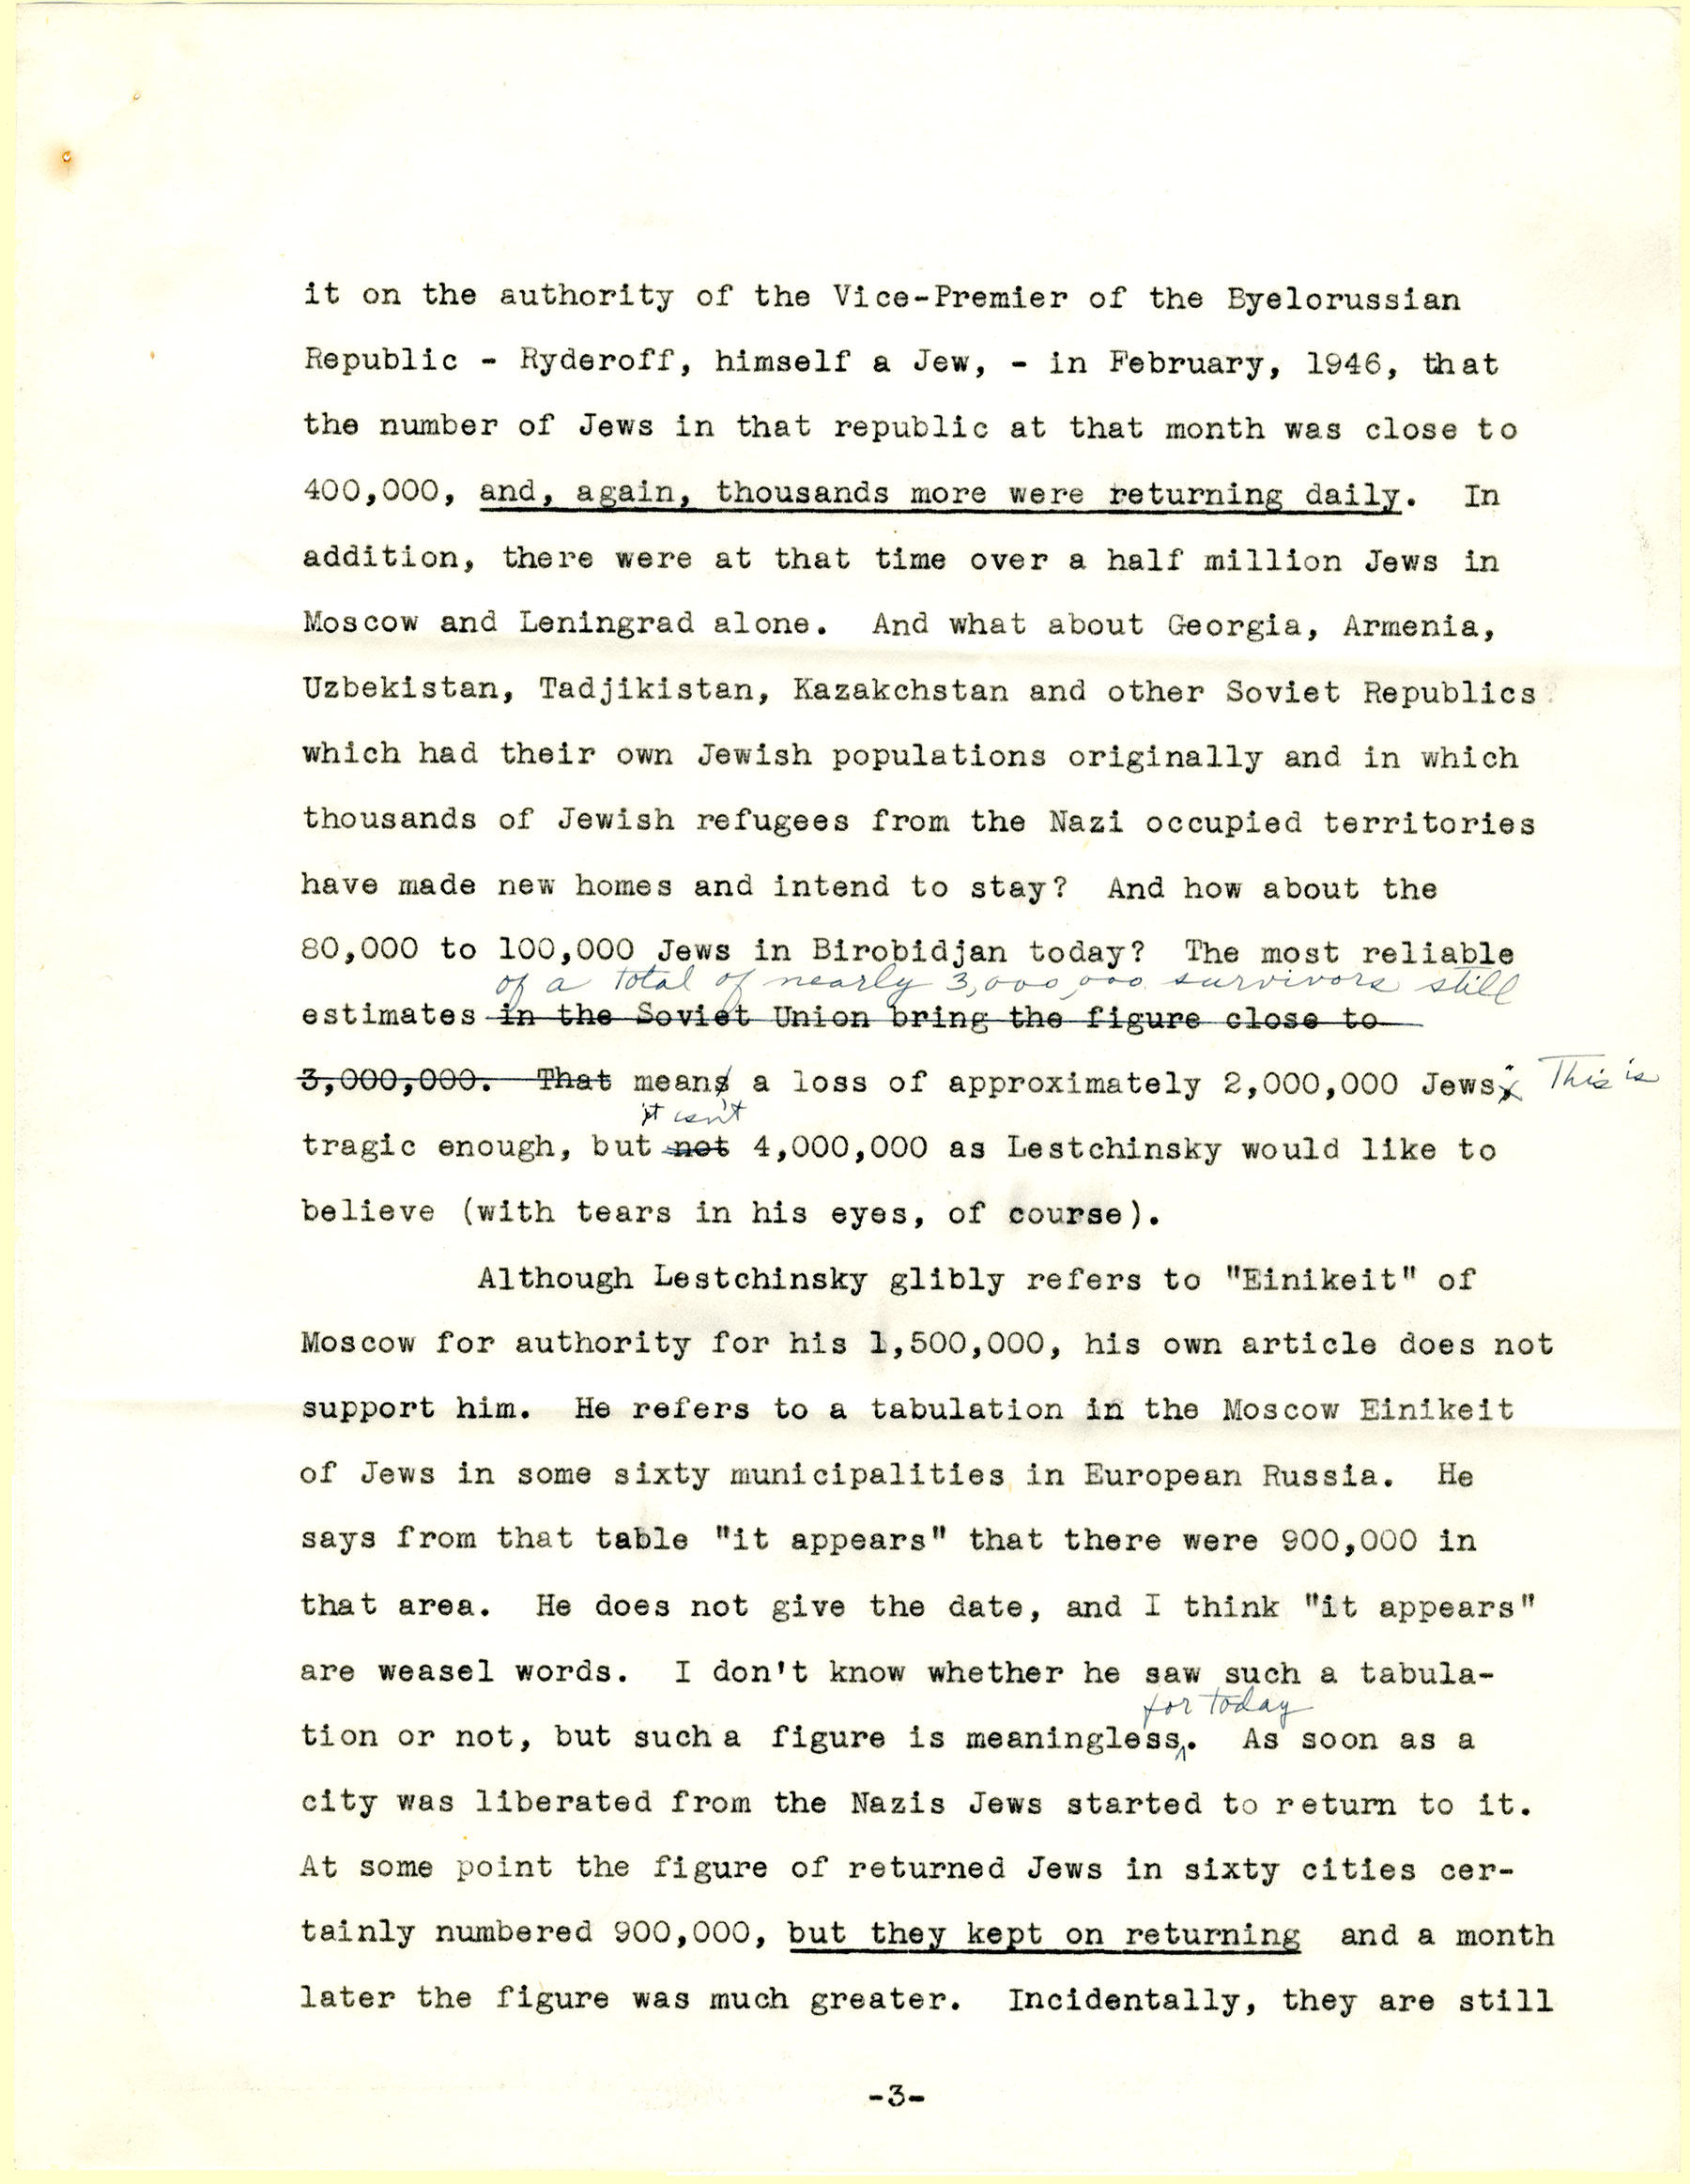 it on the authority of the Vice-Premier of the Byelorussian
Republic - Ryderoff, himself a Jew, - in February, 1946, that
the number of Jews in that republic at that month was close to
400,000, and, again, thousands more were returning daily. In
addition, there were at that time over a half million Jews in
Moscow and Leningrad alone. And what about Georgia, Armenia,
Uzbekistan, Tadjikistan, Kazakchstan and other Soviet Republics?
which had their own Jewish populations originally and in which
thousands of Jewish refugees from the Nazi occupied territories
have made new homes and intend to stay? And how about the
80,000 to 100,000 Jews in Birobidjan today? The most reliable
of a total of nearly 3,000,000 survivors still
estimates in the Soviet Union bring the figure close to
3,000,000. That means a loss of approximately 2,000,000 Jews. This is
it isn't
tragic enough, but not 4,000,000 as Lestchinsky would like to
believe (with tears in his eyes, of course).
Although Lestchinsky glibly refers to "Einikeit" of
Moscow for authority for his 1,500,000, his own article does not
support him. He refers to a tabulation in the Moscow Einikeit
of Jews in some sixty municipalities in European Russia. He
says from that table "it appears" that there were 900,000 in
that area. He does not give the date, and I think "it appears"
are weasel words. I don't know whether he saw such a tabula-
for today
tion or not, but such a figure is meaningless. As soon as a
city was liberated from the Nazis Jews started to return to it.
At some point the figure of returned Jews in sixty cities cer-
tainly numbered 900,000, but they kept on returning and a month
later the figure was much greater. Incidentally, they are still
-3-